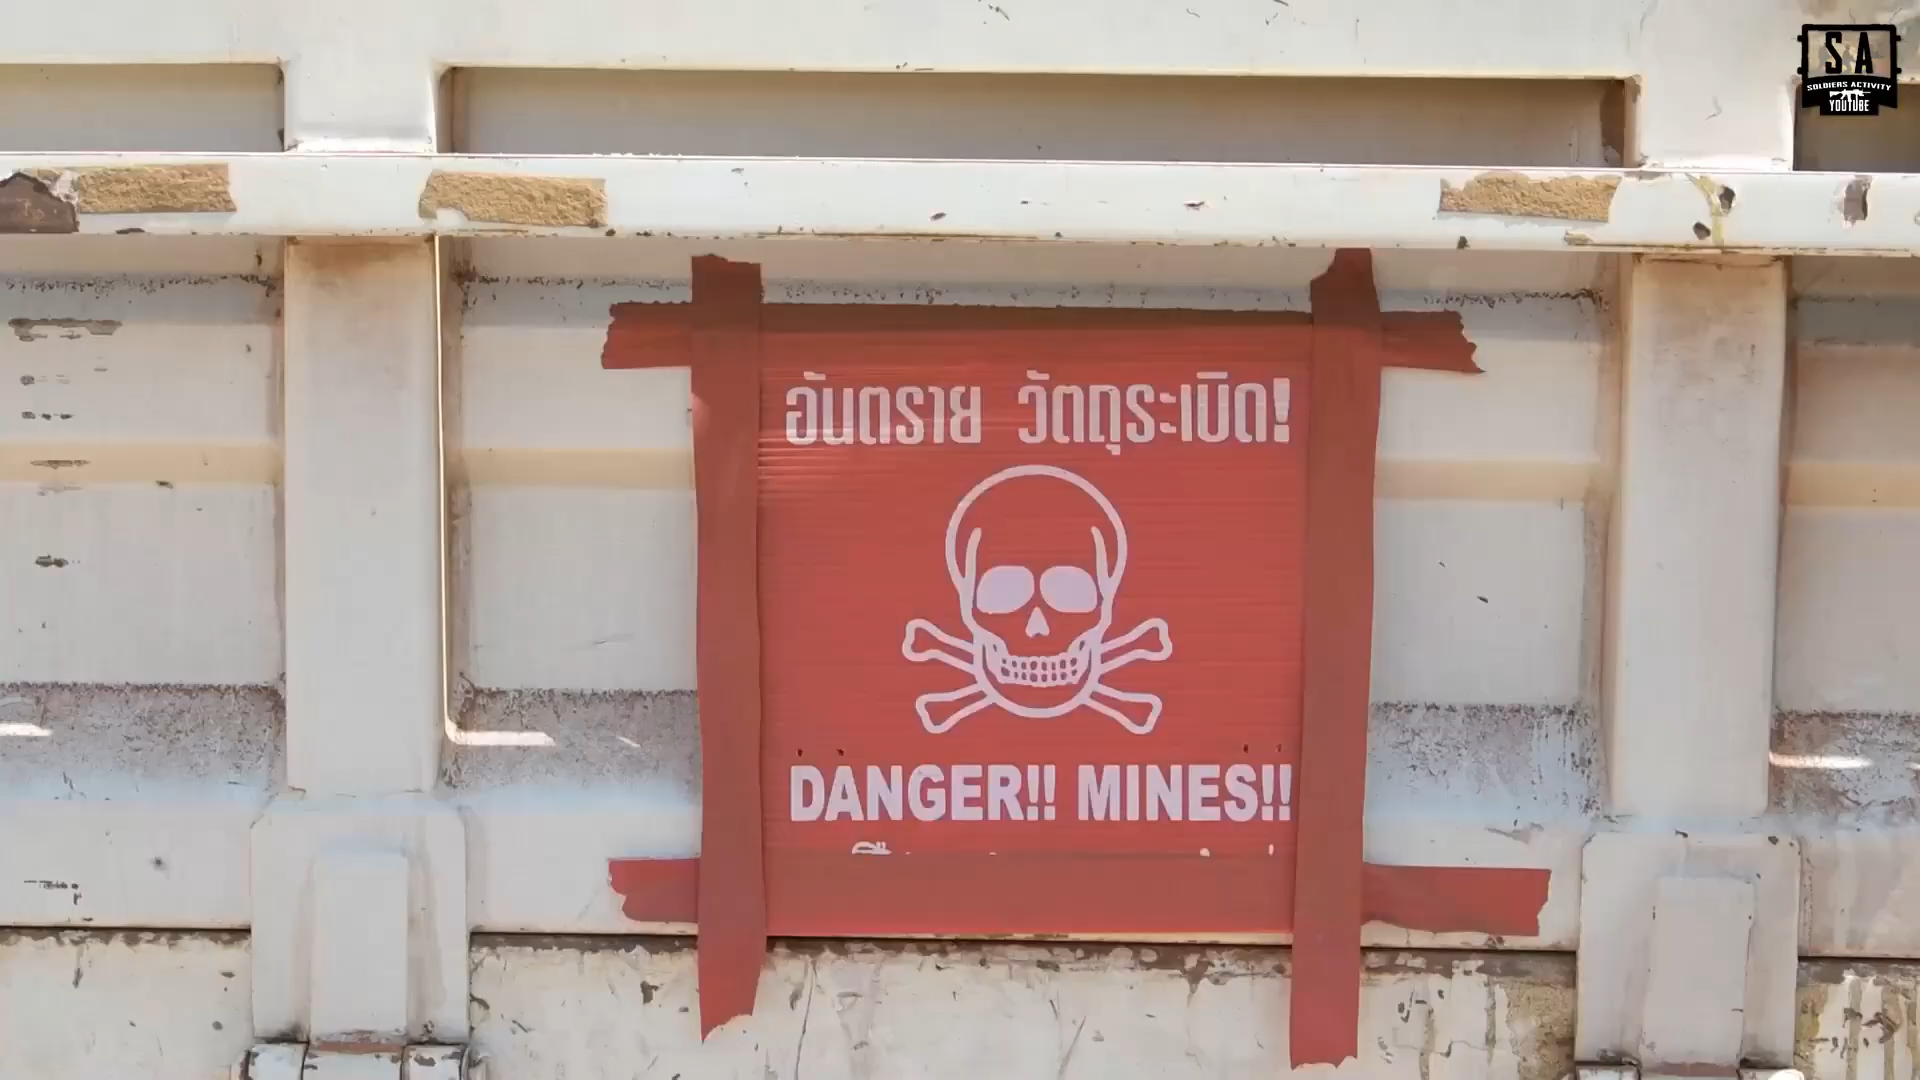 S A
SOLDIERS ACTIVITY
YOUTUBE
อันตราย วัตถุระเบิด!
DANGER!! MINES!!